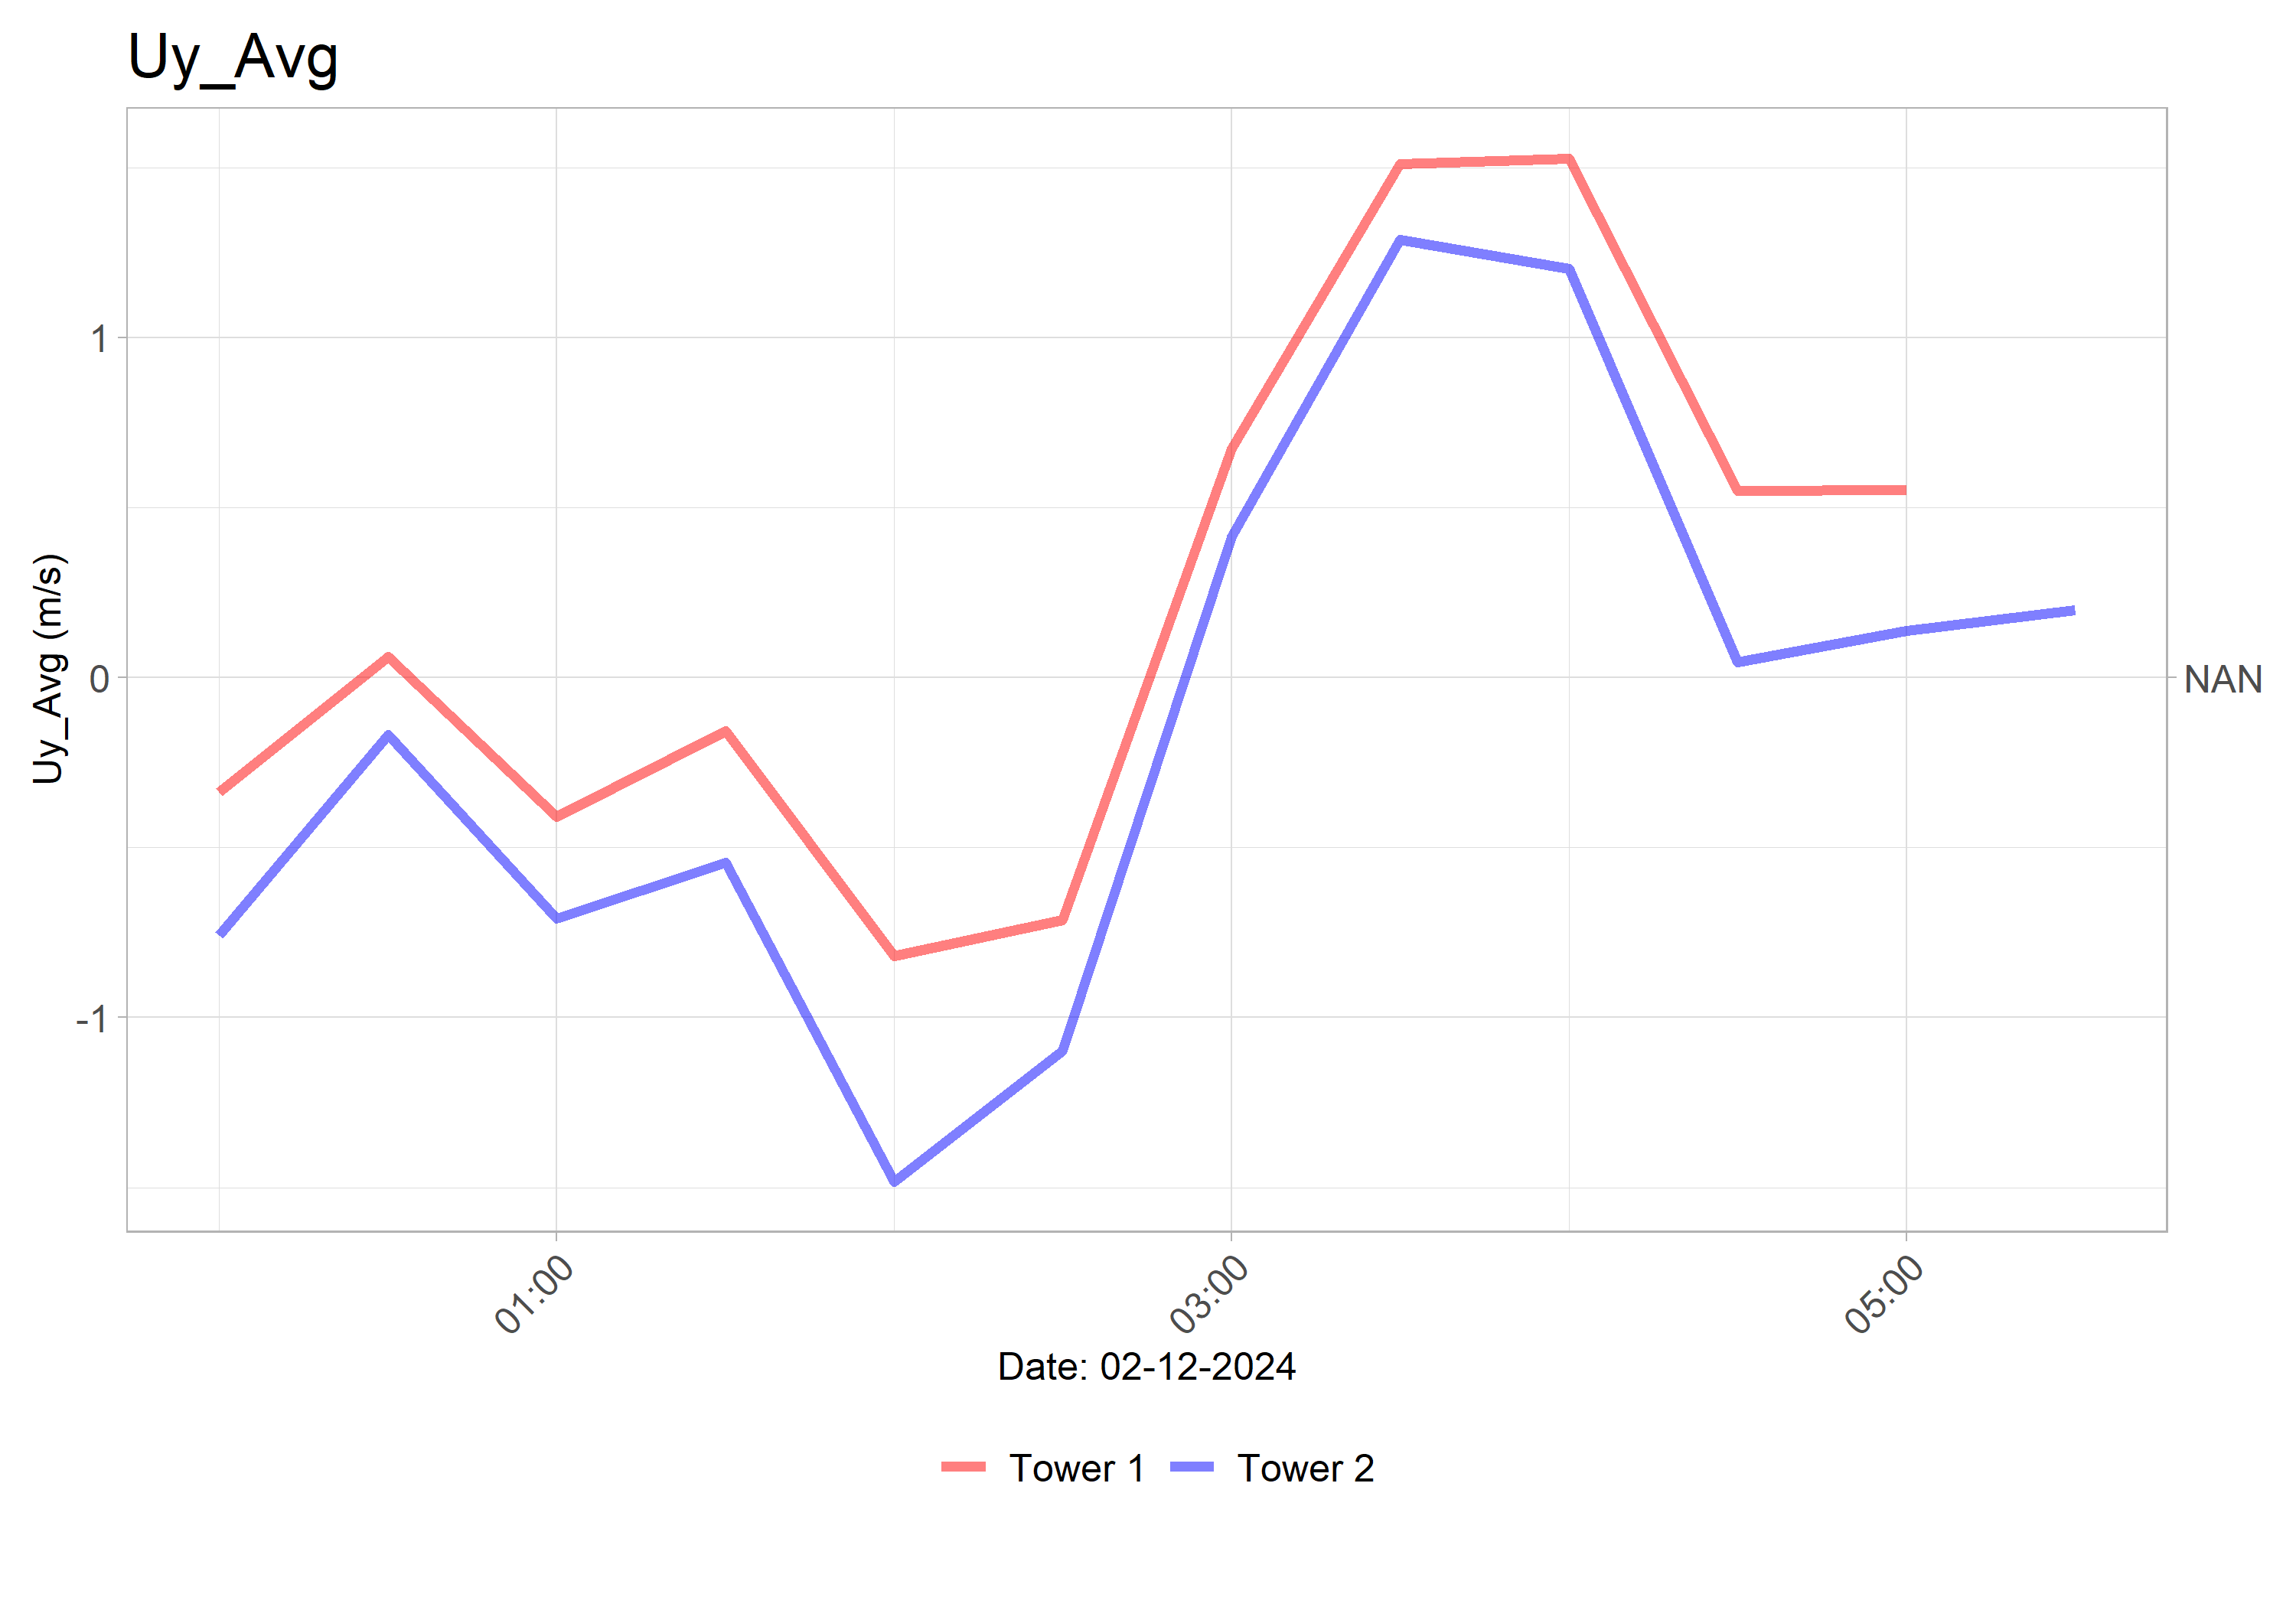 Uy_Avg
Uy_Avg (m/s)
1
0
-1
NAN
01:00
03:00
05:00
Date: 02-12-2024
Tower 1
Tower 2